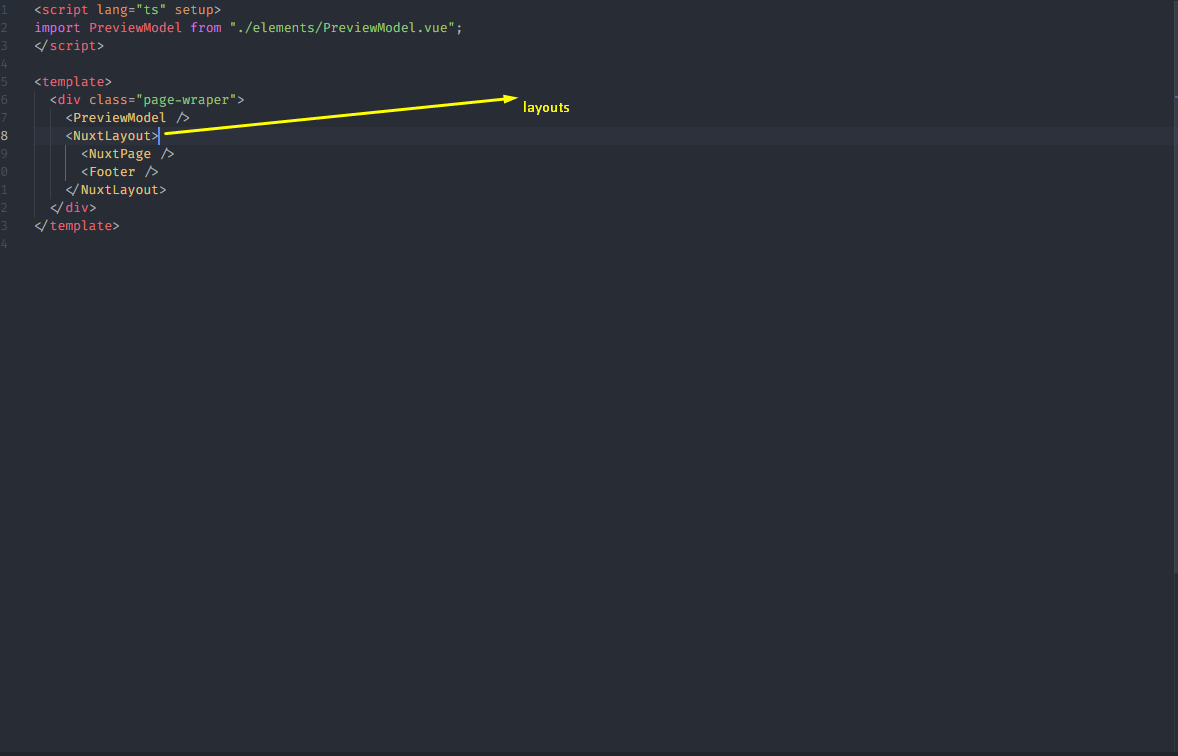 1 <script lang="ts" setup>
2 import PreviewModel from "./elements/PreviewModel.vue";
3 </script>
4
5 <template>
6 <div class="page-wraper">
layouts
7 <PreviewModel />
8 <NuxtLayout>
9 <NuxtPage />
0 <Footer />
1 </NuxtLayout>
2 </div>
3 </template>
4